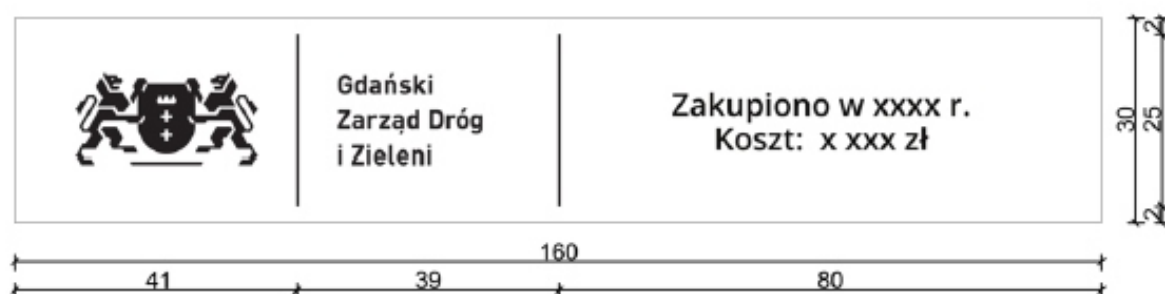 Gdański
Zarząd Dróg
i Zieleni
Zakupiono w xxxx r.
Koszt: x xxx zł
2
30
25
2
160
41
39
80